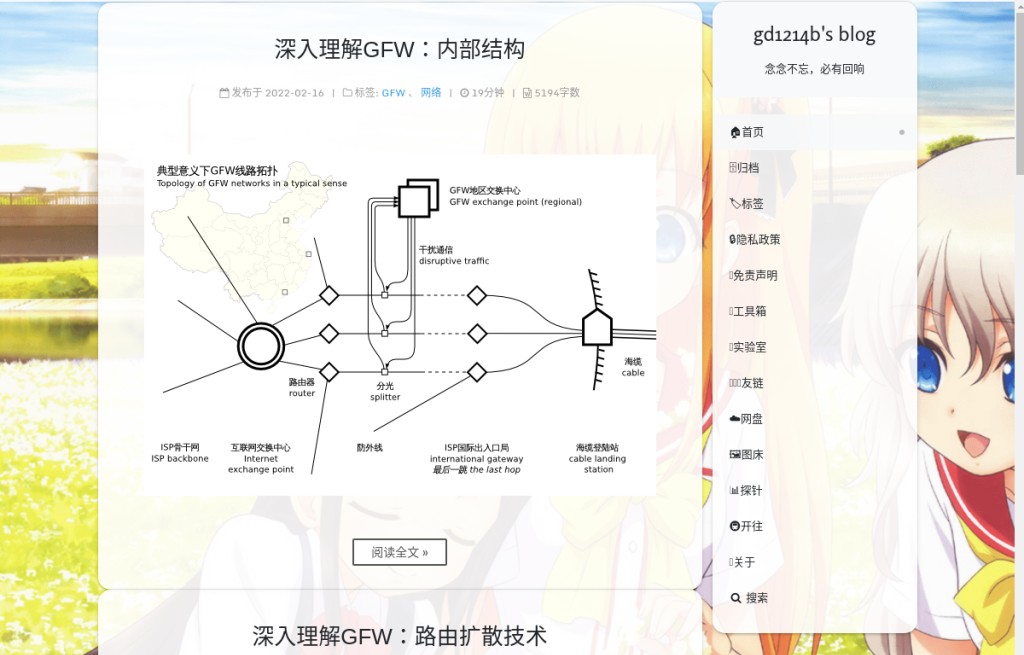 深入理解GFW：内部结构
发布于 2022-02-16 | 标签: GFW 、 网络 | 19分钟 | 5194字数
典型意义下GFW线路拓扑
Topology of GFW networks in a typical sense
GFW地区交换中心
GFW exchange point (regional)
干扰通信
disruptive traffic
路由器
router
分光
splitter
海缆
cable
ISP骨干网
ISP backbone
互联网交换中心
Internet
exchange point
防外线
ISP国际出入口局
international gateway
最后一跳 the last hop
海缆登陆站
cable landing
station
阅读全文 »
深入理解GFW：路由扩散技术
gd1214b's blog
念念不忘，必有回响
首页
归档
标签
隐私政策
免责声明
工具箱
实验室
友链
网盘
图床
探针
开往
关于
搜索